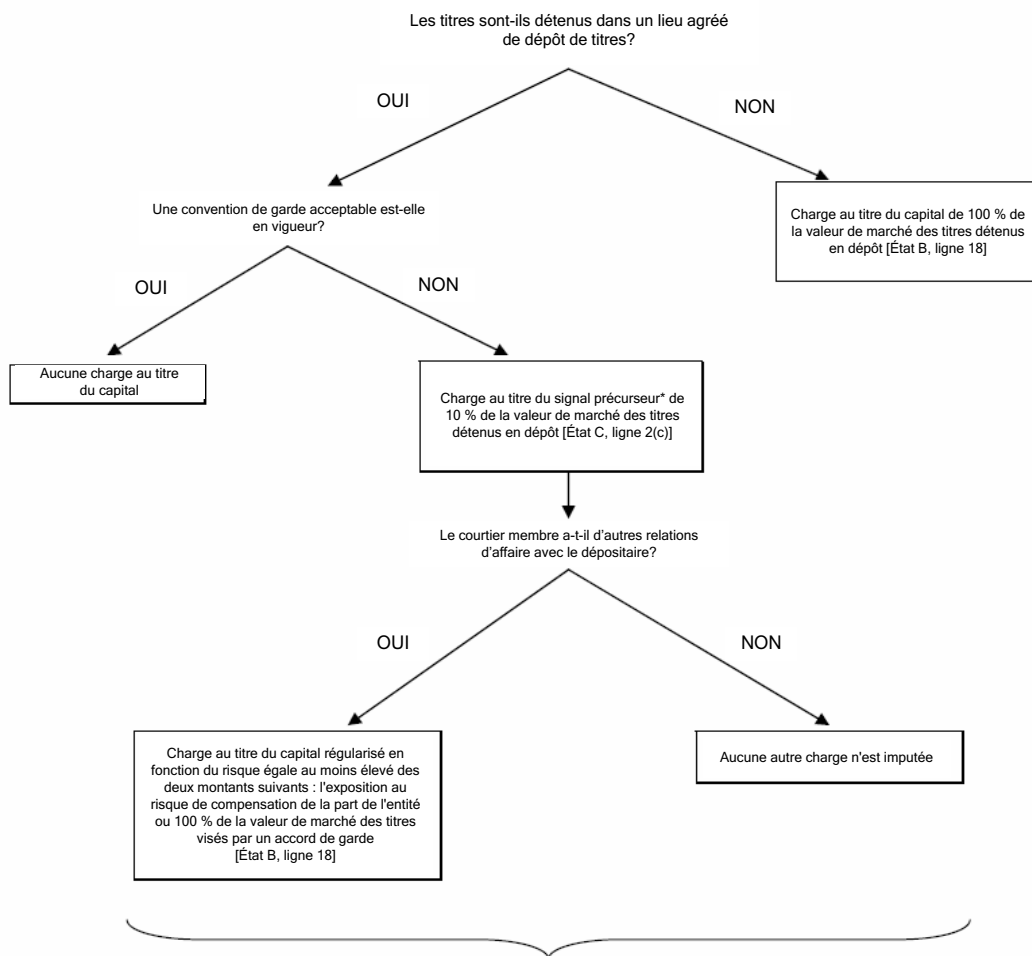 Les titres sont-ils détenus dans un lieu agréé
de dépôt de titres?
OUI
NON
Une convention de garde acceptable est-elle
en vigueur?
Charge au titre du capital de 100 % de
la valeur de marché des titres détenus
en dépôt [État B, ligne 18]
OUI
NON
Aucune charge au titre
du capital
Charge au titre du signal précurseur* de
10 % de la valeur de marché des titres
détenus en dépôt [État C, ligne 2(c)]
Le courtier membre a-t-il d'autres relations
d'affaire avec le dépositaire?
OUI
NON
Charge au titre du capital régularisé en
fonction du risque égale au moins élevé des
deux montants suivants : l'exposition au
risque de compensation de la part de l'entité
ou 100 % de la valeur de marché des titres
visés par un accord de garde
[État B, ligne 18]
Aucune autre charge n'est imputée